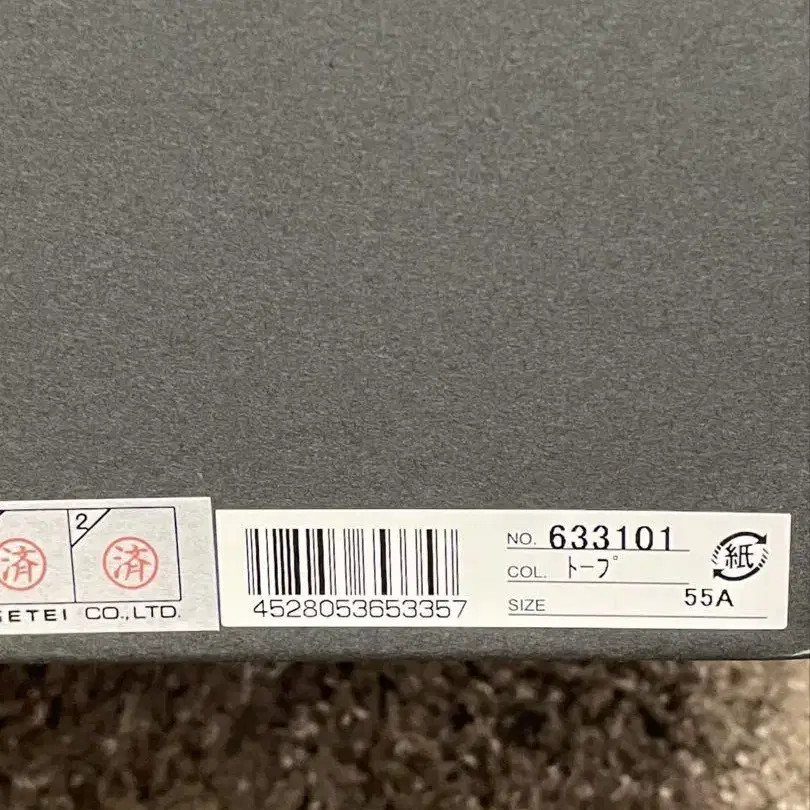 2
済 済
SETEI CO.,LTD.
4528053653357
NO. 633101
COL. ﾄｰﾌﾟ
SIZE 55A
紙